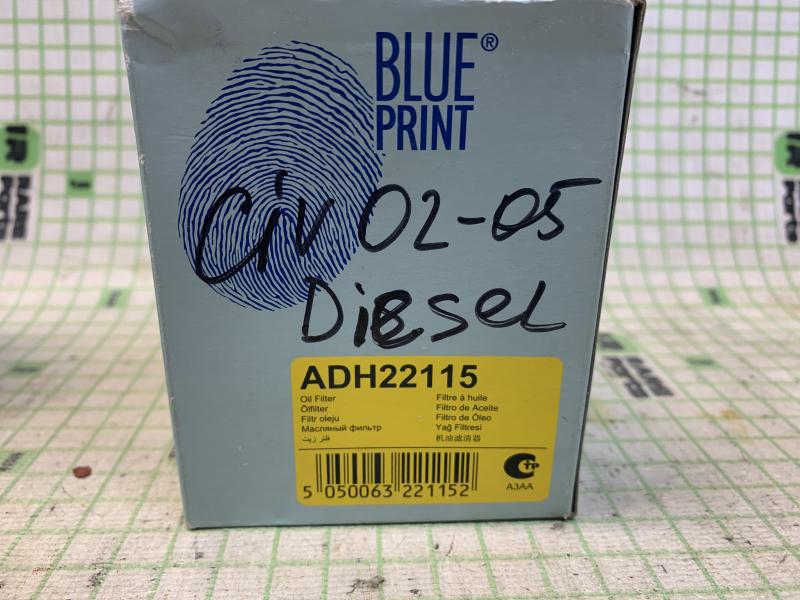 BLUE®
PRINT
Civ 02-05
Diesel
ADH22115
Oil Filter
Ölfilter
Filtr oleju
Масляный фильтр
فلتر زيت
Filtre à huile
Filtro de Aceite
Filtro de Óleo
Yağ Filtresi
机油滤清器
5 050063 221152
TP
A3AA